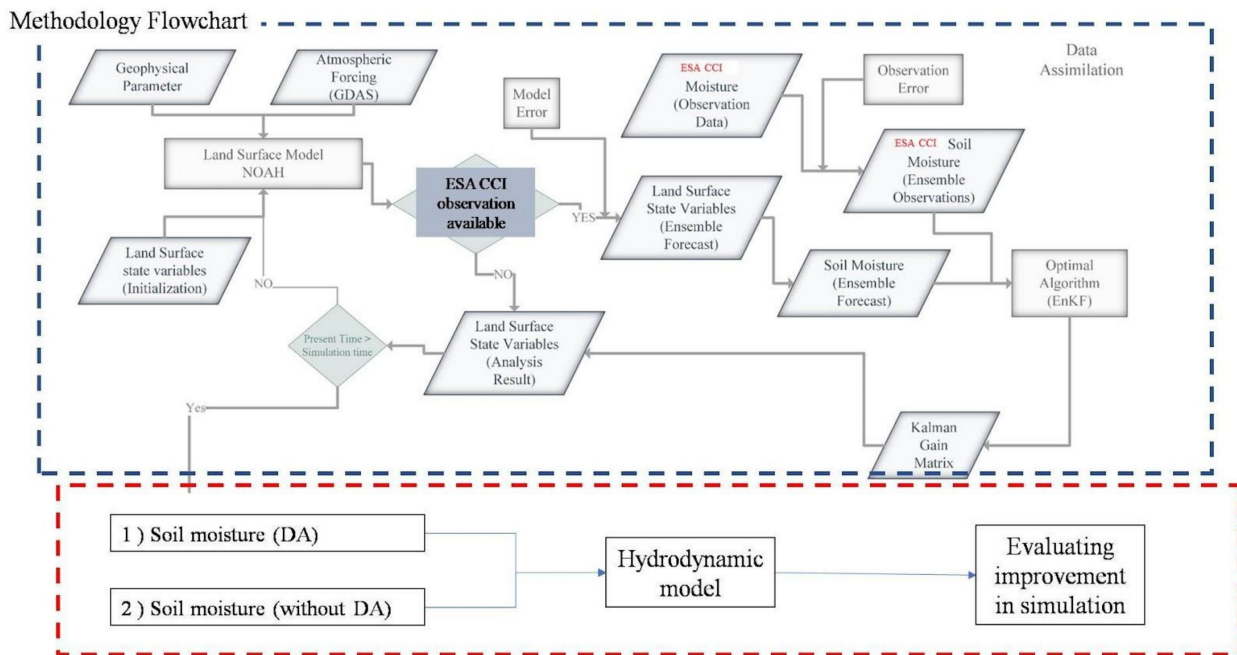 Methodology Flowchart
Geophysical
Parameter
Atmospheric
Forcing
(GDAS)
Model
Error
ESA CCI
Moisture
(Observation
Data)
Observation
Error
Data
Assimilation
Land Surface Model
NOAH
ESA CCI
observation
available
YES
Land Surface
State Variables
(Ensemble
Forecast)
ESA CCI Soil
Moisture
(Ensemble
Observations)
Land Surface
state variables
(Initialization)
NO
NO
Soil Moisture
(Ensemble
Forecast)
Optimal
Algorithm
(EnKF)
Present Time >
Simulation time
Land Surface
State Variables
(Analysis
Result)
Yes
Kalman
Gain
Matrix
1 ) Soil moisture (DA)
2 ) Soil moisture (without DA)
Hydrodynamic
model
Evaluating
improvement
in simulation